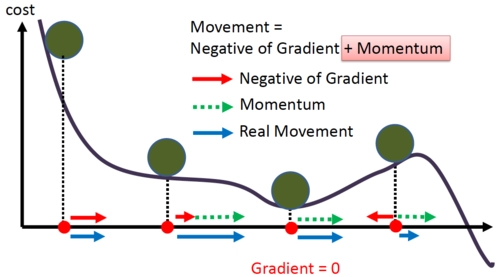 cost
Movement =
Negative of Gradient + Momentum
Negative of Gradient
Momentum
Real Movement
Gradient = 0